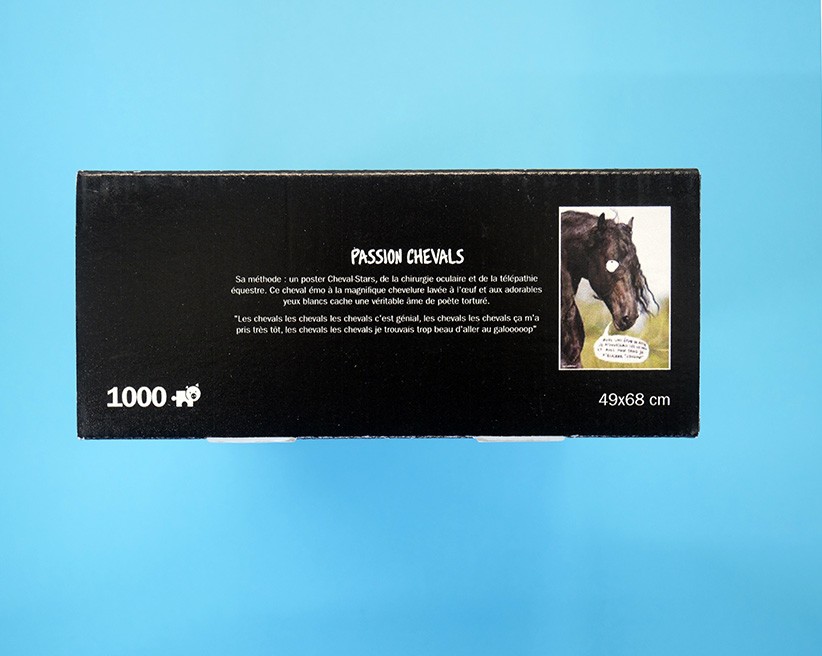 PASSION CHEVALS
Sa méthode : un poster Cheval-Stars, de la chirurgie oculaire et de la télépathie
équestre. Ce cheval émo à la magnifique chevelure lavée à l'œuf et aux adorables
yeux blancs cache une véritable âme de poète torturé.
"Les chevals les chevals les chevals c'est génial, les chevals les chevals ça m'a
pris très tôt, les chevals les chevals je trouvais trop beau d'aller au galooooop"
1000
49x68 cm